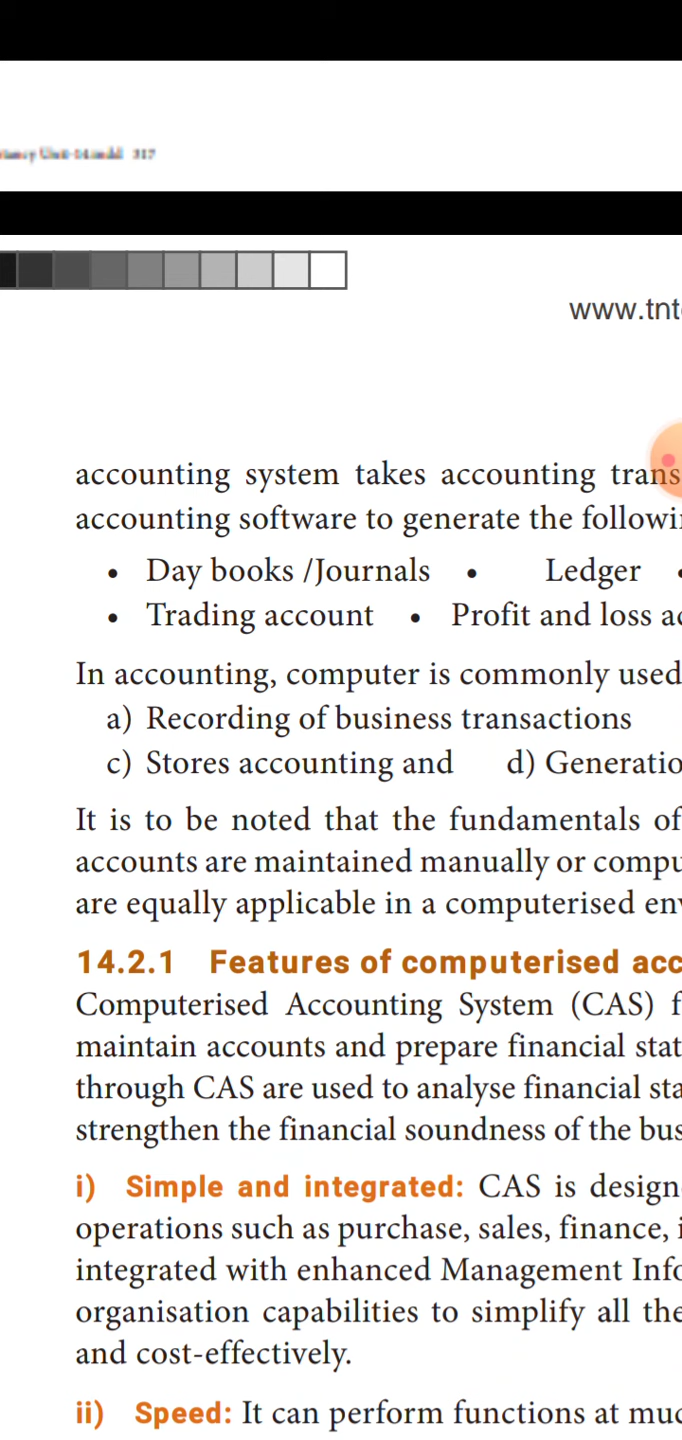 317
www.tnt
accounting system takes accounting trans
accounting software to generate the followi
• Day books /Journals • Ledger •
• Trading account • Profit and loss ac
In accounting, computer is commonly used
a) Recording of business transactions
c) Stores accounting and d) Generatio
It is to be noted that the fundamentals of
accounts are maintained manually or compu
are equally applicable in a computerised env
14.2.1 Features of computerised acc
Computerised Accounting System (CAS) f
maintain accounts and prepare financial stat
through CAS are used to analyse financial sta
strengthen the financial soundness of the bus
i) Simple and integrated: CAS is design
operations such as purchase, sales, finance, i
integrated with enhanced Management Info
organisation capabilities to simplify all the
and cost-effectively.
ii) Speed: It can perform functions at muc